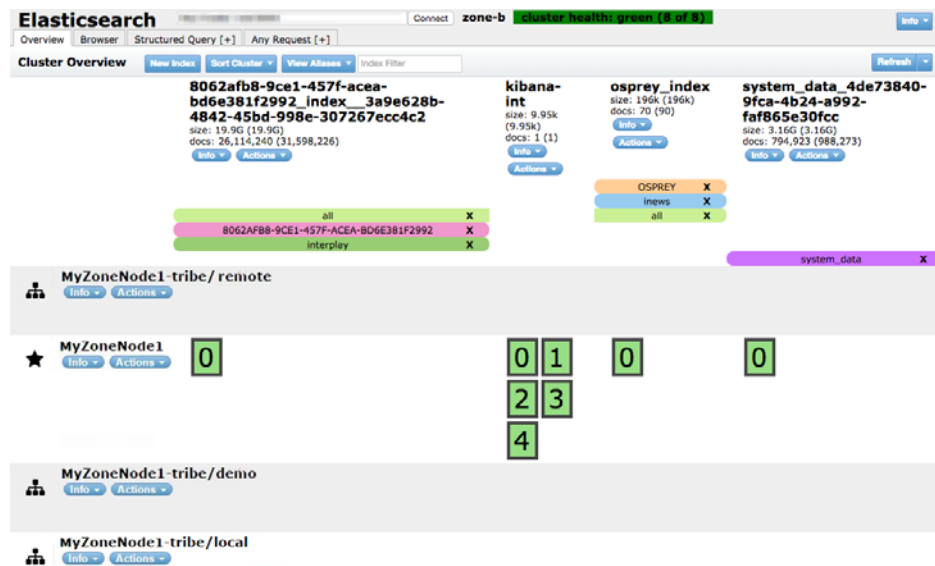 Elasticsearch Connect zone-b cluster health: green (8 of 8) Info
Overview Browser Structured Query [+] Any Request [+]
Cluster Overview New Index Sort Cluster View Aliases Index Filter Refresh
8062afb8-9ce1-457f-acea-
bd6e381f2992_index__3a9e628b-
4842-45bd-998e-307267ecc4c2
size: 19.9G (19.9G)
docs: 26,114,240 (31,598,226)
Info Actions
kibana-
int
size: 9.95k
(9.95k)
docs: 1 (1)
Info
Actions
osprey_index
size: 196k (196k)
docs: 70 (90)
Info
Actions
system_data_4de73840-
9fca-4b24-a992-
faf865e30fcc
size: 3.16G (3.16G)
docs: 794,923 (988,273)
Info Actions
OSPREY X
inews X
all X all X
8062AFB8-9CE1-457F-ACEA-BD6E381F2992 X
interplay X
system_data X
MyZoneNode1-tribe/remote
Info Actions
MyZoneNode1
Info Actions
0 0 1 0 0
2 3
4
MyZoneNode1-tribe/demo
Info Actions
MyZoneNode1-tribe/local
Info Actions